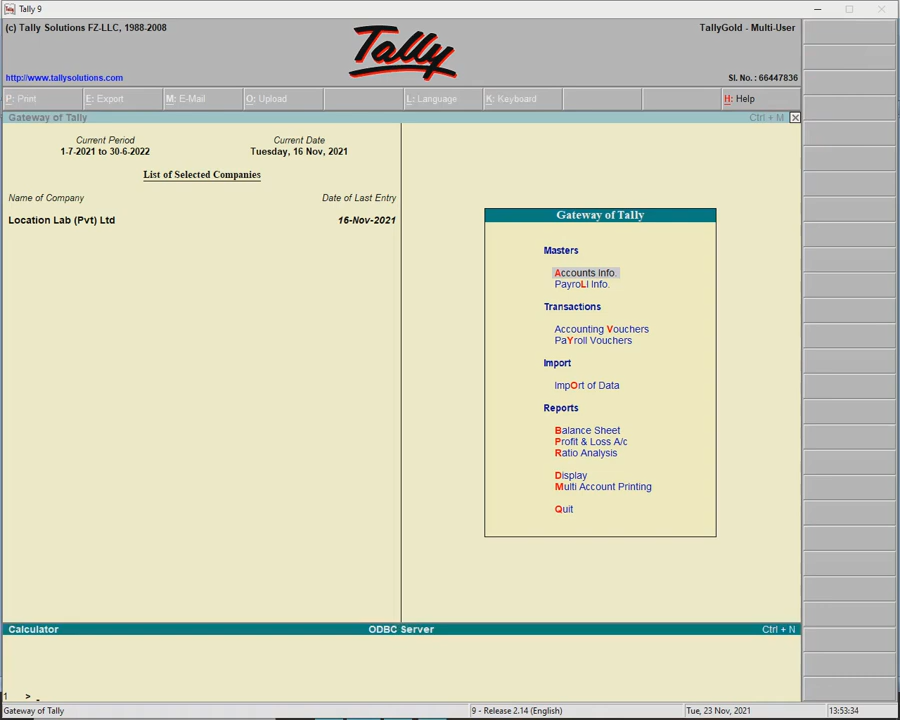 Tally 9
(c) Tally Solutions FZ-LLC, 1988-2008
Tally
TallyGold - Multi-User
http://www.tallysolutions.com
Sl. No. : 66447836
P: Print
E: Export
M: E-Mail
O: Upload
L: Language
K: Keyboard
H: Help
Gateway of Tally
Ctrl + M
Current Period
Current Date
1-7-2021 to 30-6-2022
Tuesday, 16 Nov, 2021
List of Selected Companies
Name of Company
Date of Last Entry
Location Lab (Pvt) Ltd
16-Nov-2021
Gateway of Tally
Masters
Accounts Info.
PayroLl Info.
Transactions
Accounting Vouchers
PaYroll Vouchers
Import
ImpOrt of Data
Reports
Balance Sheet
Profit & Loss A/c
Ratio Analysis
Display
Multi Account Printing
Quit
Calculator
ODBC Server
Ctrl + N
1 > _
Gateway of Tally
9 - Release 2.14 (English)
Tue, 23 Nov, 2021
13:53:34